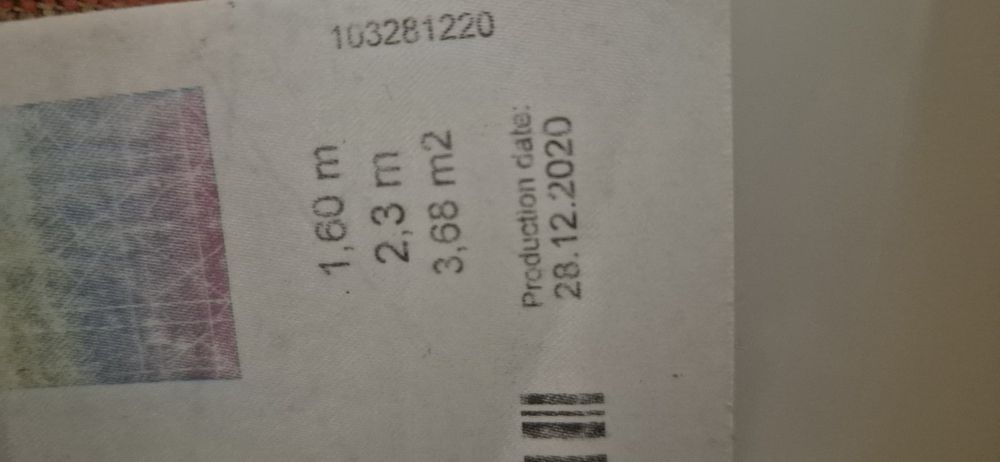 103281220
1,60 m
2,3 m
3,68 m2
Production date:
28.12.2020